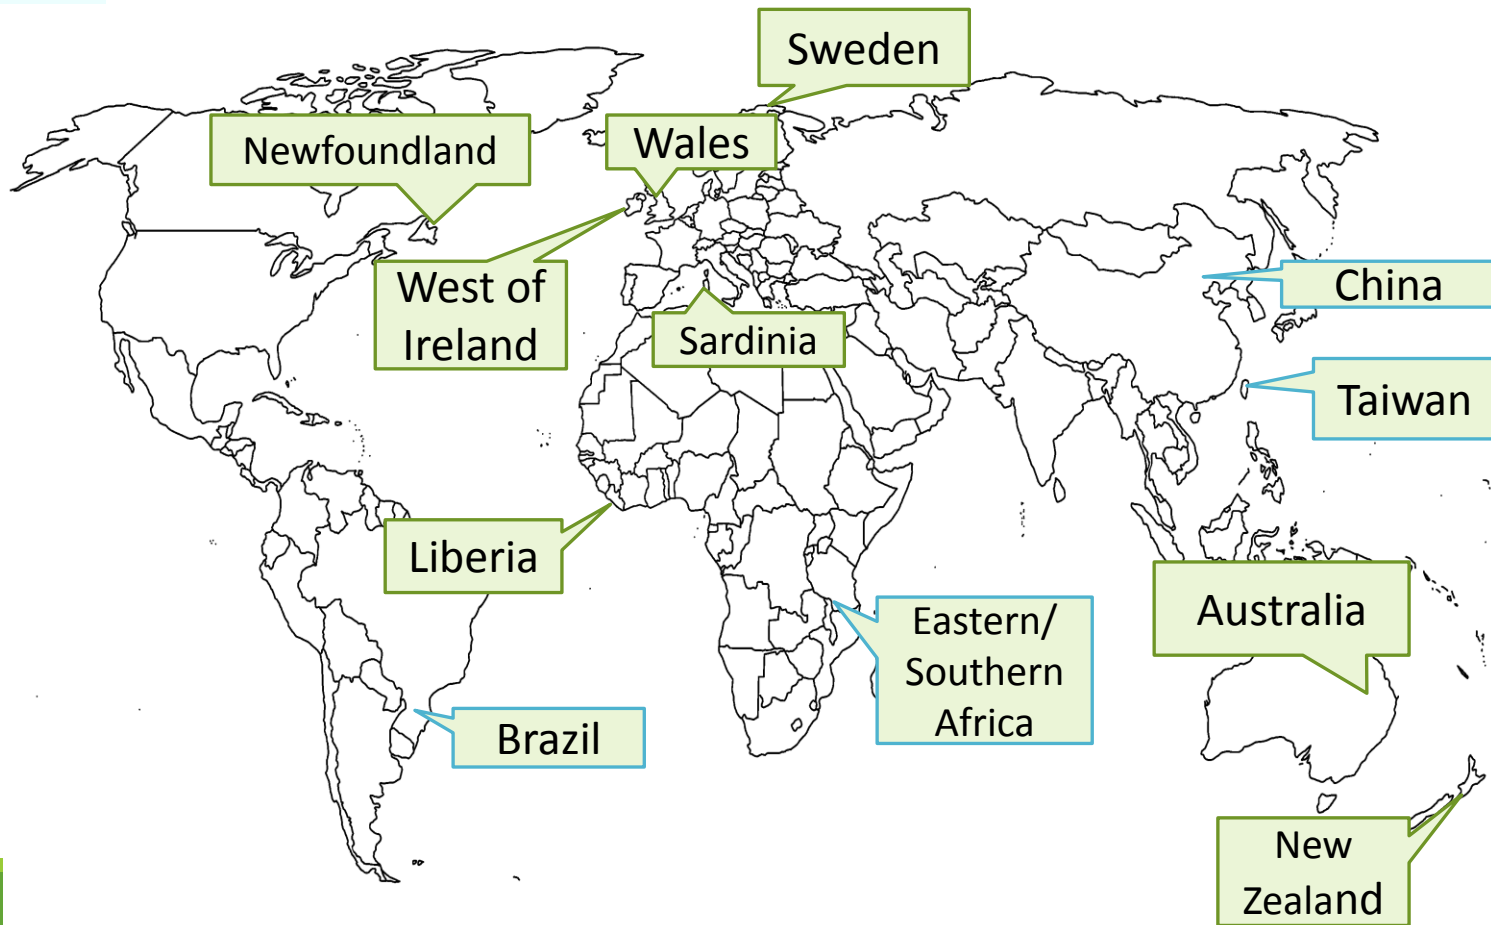 Sweden
Newfoundland
Wales
West of
Ireland
Sardinia
China
Taiwan
Liberia
Australia
Eastern/
Southern
Africa
Brazil
New
Zealand